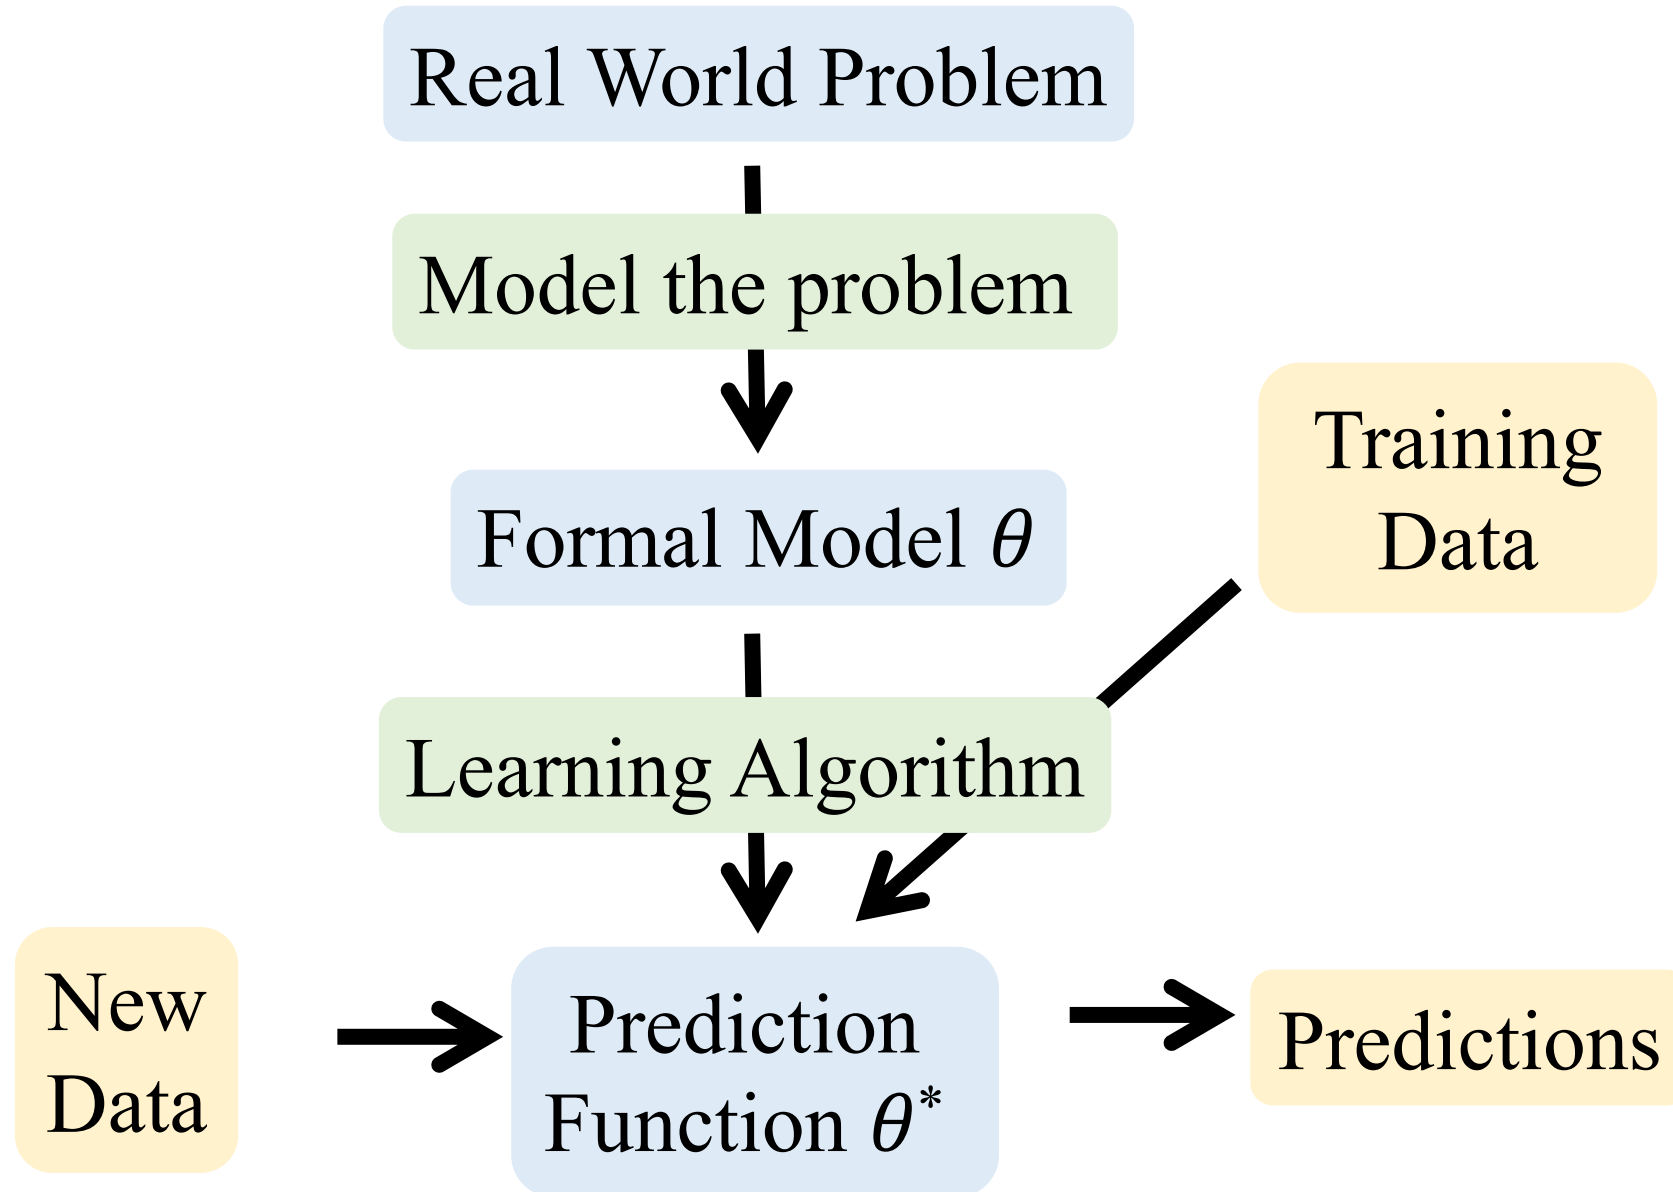 Real World Problem
Model the problem
Training
Data
Formal Model θ
Learning Algorithm
New
Data
Prediction
Function θ*
Predictions